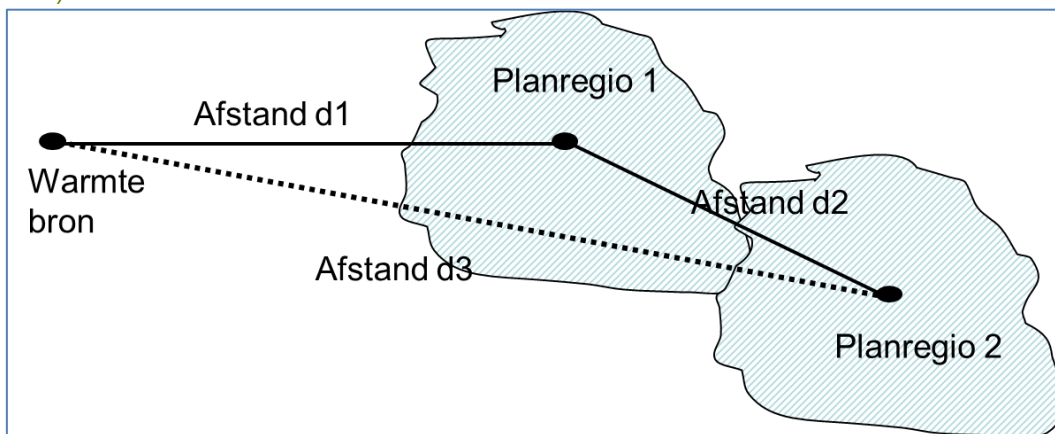 Planregio 1
Afstand d1
Warmte
bron
Afstand d2
Afstand d3
Planregio 2